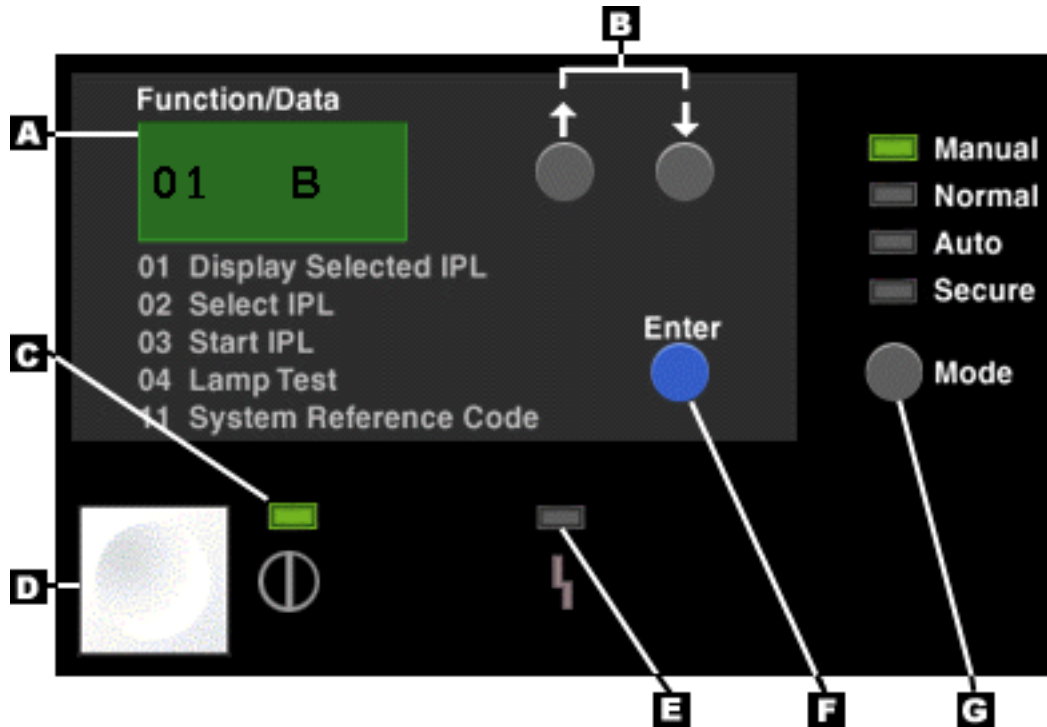 B
Function/Data
A
01 B
Manual
Normal
Auto
Secure
01 Display Selected IPL
02 Select IPL
03 Start IPL
04 Lamp Test
11 System Reference Code
Enter
Mode
C
D
E
F
G